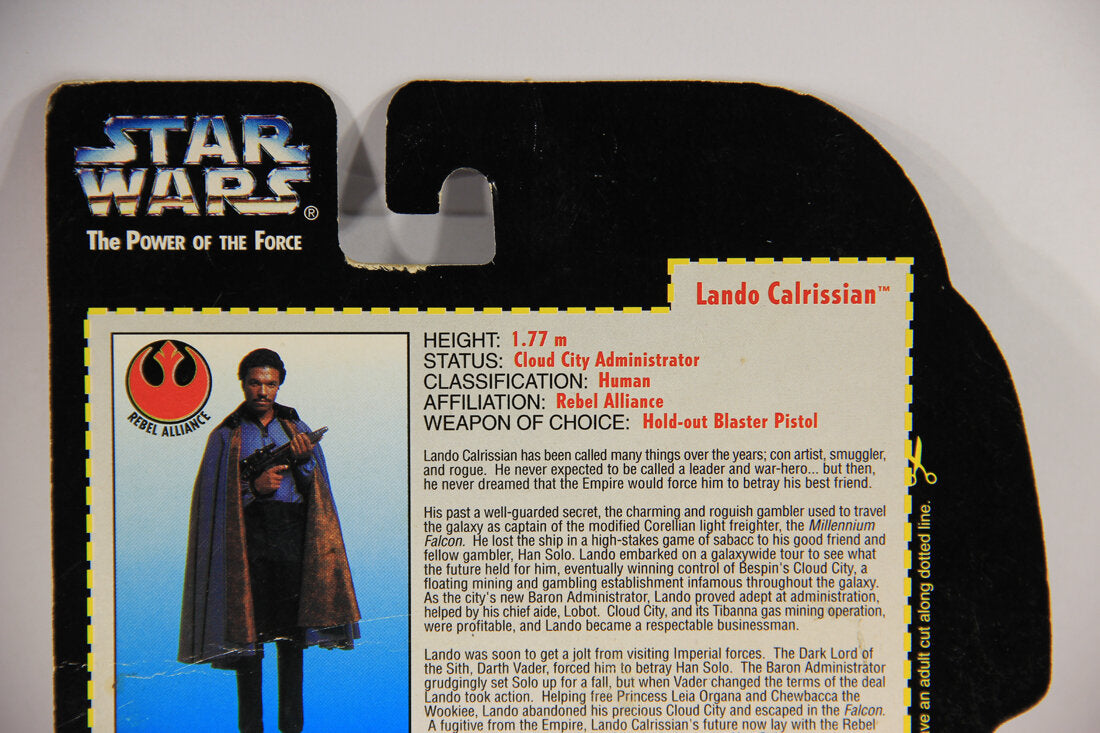 STAR
WARS ®
The POWER OF THE FORCE
Lando Calrissian™
REBEL ALLIANCE
HEIGHT: 1.77 m
STATUS: Cloud City Administrator
CLASSIFICATION: Human
AFFILIATION: Rebel Alliance
WEAPON OF CHOICE: Hold-out Blaster Pistol
Lando Calrissian has been called many things over the years; con artist, smuggler,
and rogue. He never expected to be called a leader and war-hero... but then,
he never dreamed that the Empire would force him to betray his best friend.
His past a well-guarded secret, the charming and roguish gambler used to travel
the galaxy as captain of the modified Corellian light freighter, the Millennium
Falcon. He lost the ship in a high-stakes game of sabacc to his good friend and
fellow gambler, Han Solo. Lando embarked on a galaxywide tour to see what
the future held for him, eventually winning control of Bespin's Cloud City, a
floating mining and gambling establishment infamous throughout the galaxy.
As the city's new Baron Administrator, Lando proved adept at administration,
helped by his chief aide, Lobot. Cloud City, and its Tibanna gas mining operation,
were profitable, and Lando became a respectable businessman.
Lando was soon to get a jolt from visiting Imperial forces. The Dark Lord of
the Sith, Darth Vader, forced him to betray Han Solo. The Baron Administrator
grudgingly set Solo up for a fall, but when Vader changed the terms of the deal
Lando took action. Helping free Princess Leia Organa and Chewbacca the
Wookiee, Lando abandoned his precious Cloud City and escaped in the Falcon.
A fugitive from the Empire, Lando Calrissian's future now lay with the Rebel
ve an adult cut along dotted line.